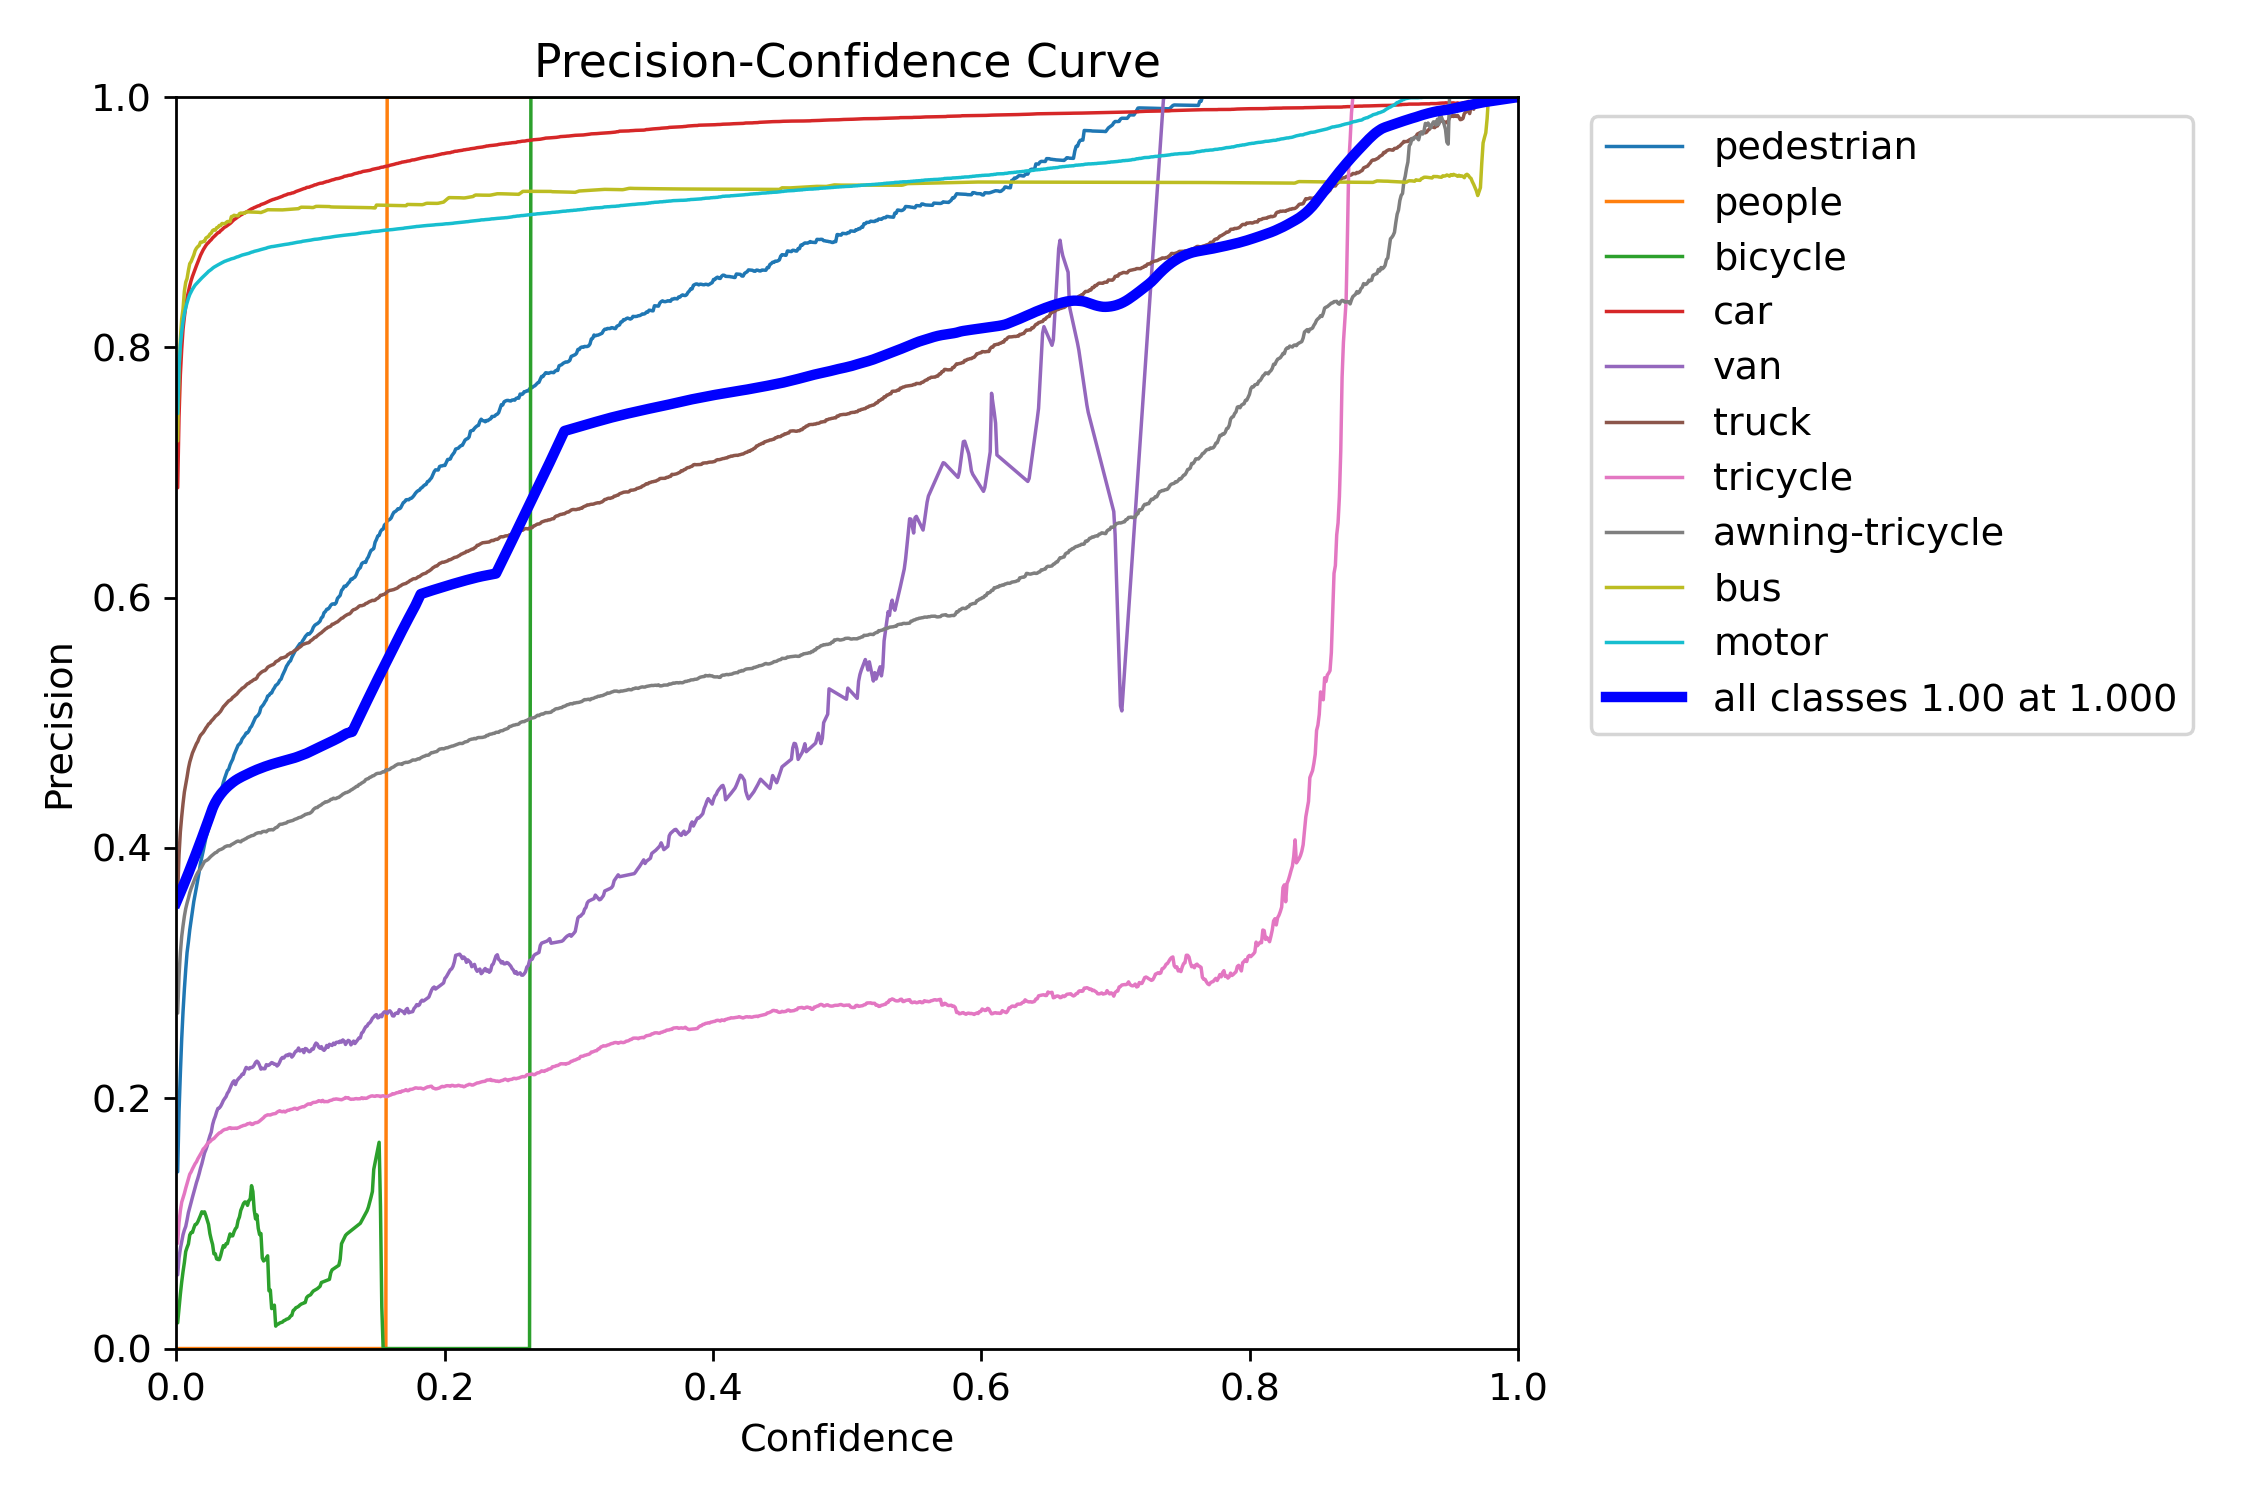 Precision-Confidence Curve
1.0
0.8
0.6
0.4
0.2
0.0
Precision
0.0 0.2 0.4 0.6 0.8 1.0
Confidence
pedestrian
people
bicycle
car
van
truck
tricycle
awning-tricycle
bus
motor
all classes 1.00 at 1.000